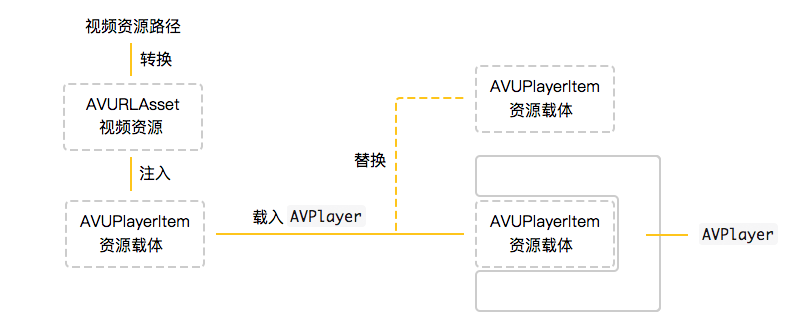 视频资源路径
转换
AVURLAsset
视频资源
注入
AVUPlayerItem
资源载体
载入 AVPlayer
替换
AVUPlayerItem
资源载体
AVUPlayerItem
资源载体
AVPlayer